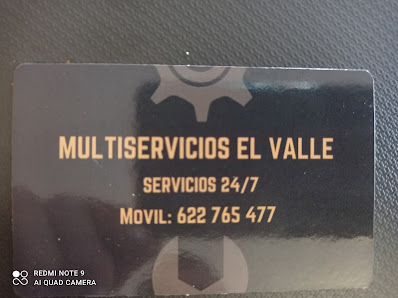 MULTISERVICIOS EL VALLE
SERVICIOS 24/7
MOVIL: 622 765 477
REDMI NOTE 9
AI QUAD CAMERA